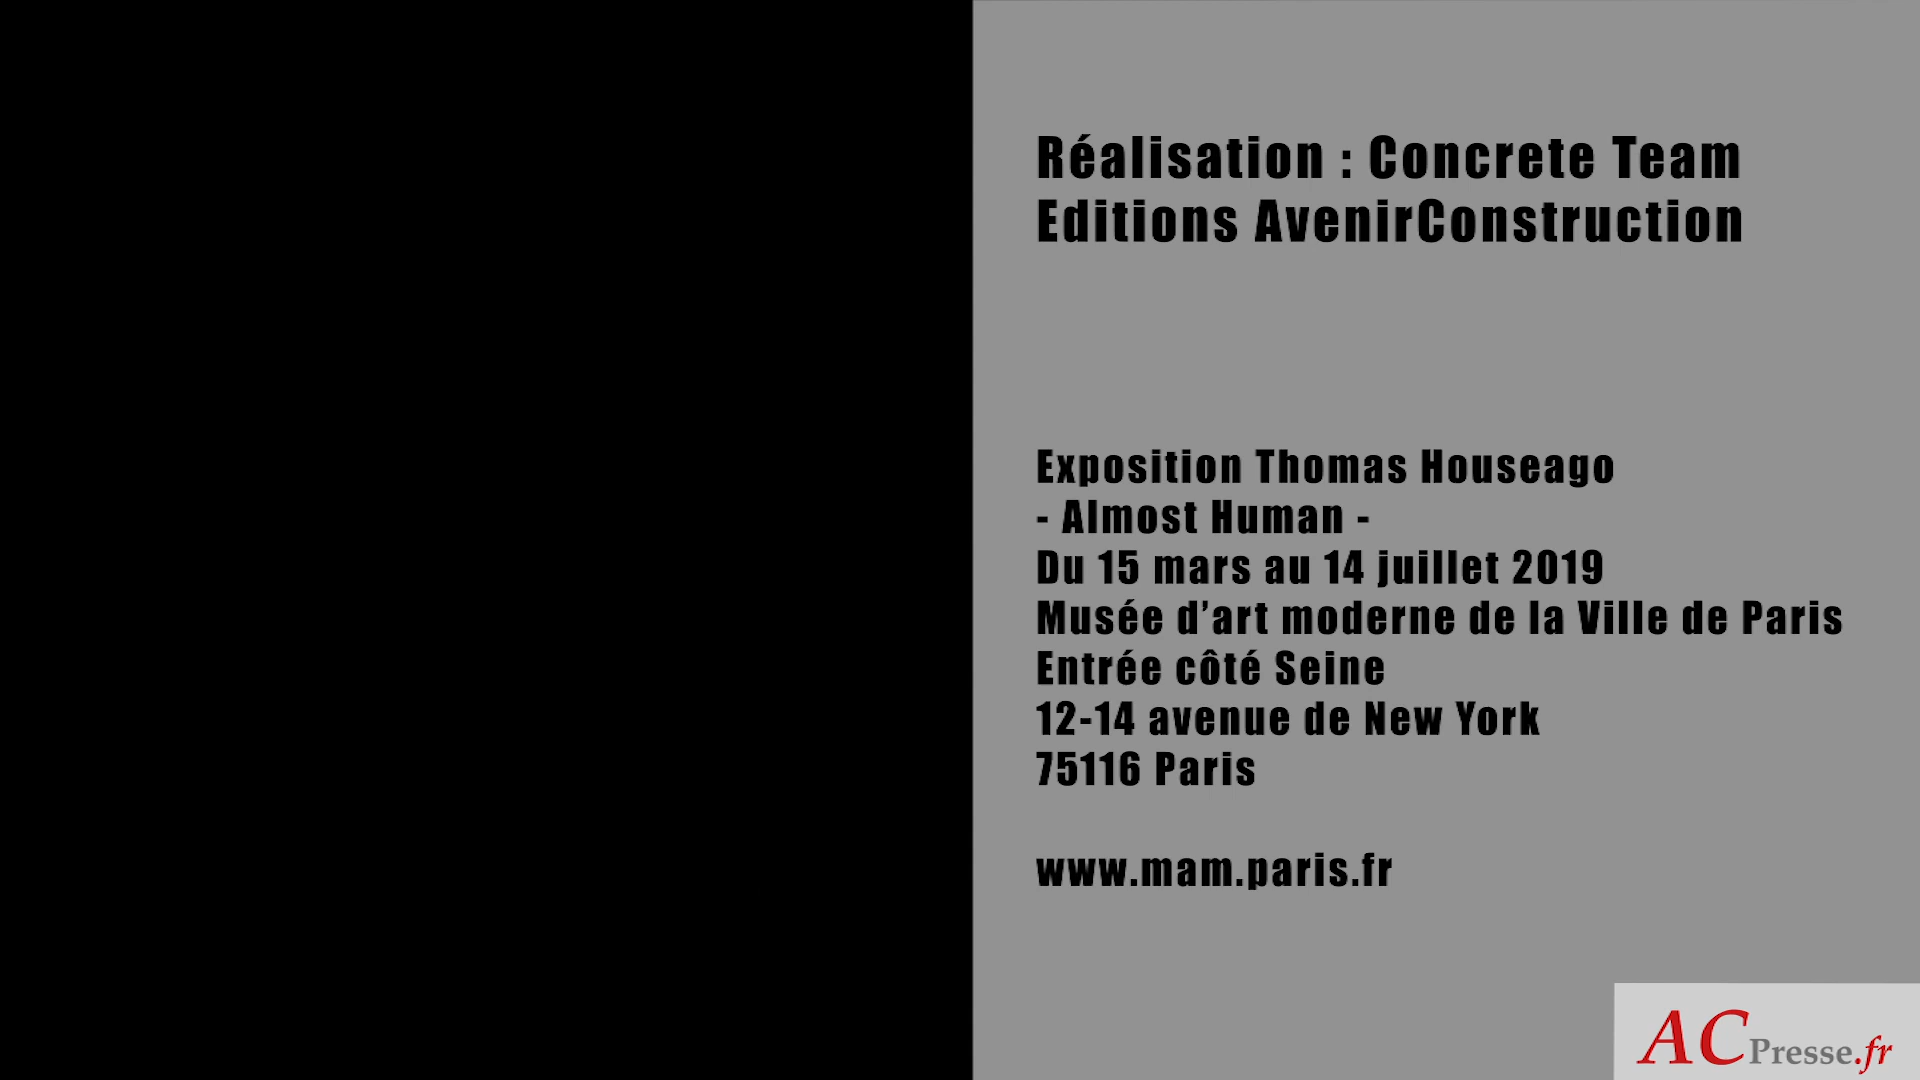 Réalisation : Concrete Team
Editions AvenirConstruction
Exposition Thomas Houseago
- Almost Human -
Du 15 mars au 14 juillet 2019
Musée d’art moderne de la Ville de Paris
Entrée côté Seine
12-14 avenue de New York
75116 Paris
www.mam.paris.fr
AC Presse.fr